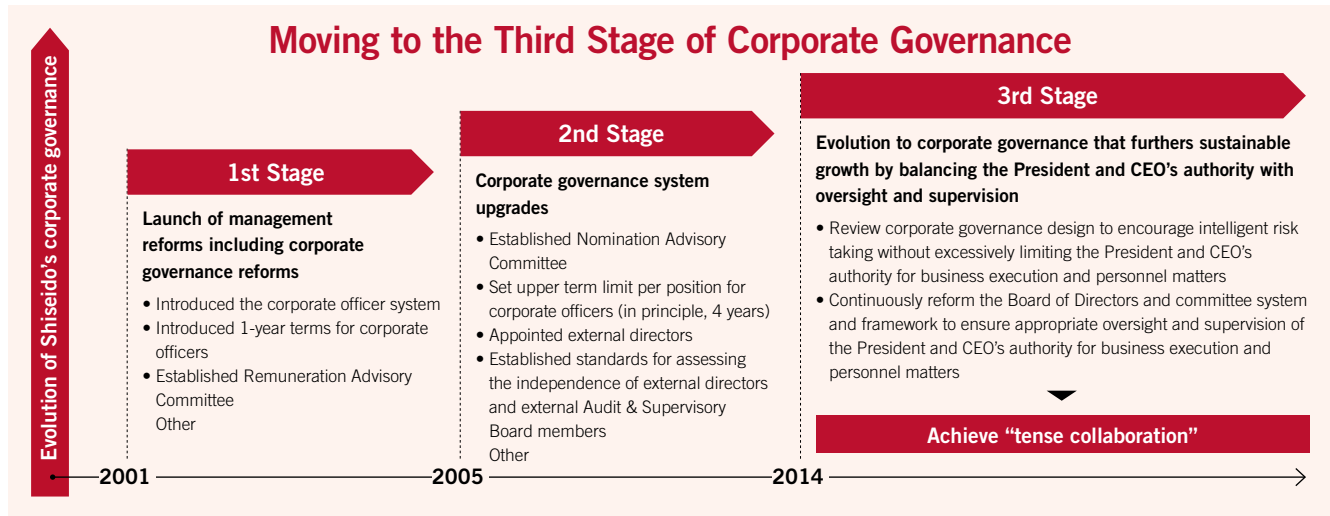 Moving to the Third Stage of Corporate Governance
Evolution of Shiseido's corporate governance
1st Stage
Launch of management
reforms including corporate
governance reforms
• Introduced the corporate officer system
• Introduced 1-year terms for corporate
officers
• Established Remuneration Advisory
Committee
Other
2nd Stage
Corporate governance system
upgrades
• Established Nomination Advisory
Committee
• Set upper term limit per position for
corporate officers (in principle, 4 years)
• Appointed external directors
• Established standards for assessing
the independence of external directors
and external Audit & Supervisory
Board members
Other
3rd Stage
Evolution to corporate governance that furthers sustainable
growth by balancing the President and CEO's authority with
oversight and supervision
• Review corporate governance design to encourage intelligent risk
taking without excessively limiting the President and CEO's
authority for business execution and personnel matters
• Continuously reform the Board of Directors and committee system
and framework to ensure appropriate oversight and supervision of
the President and CEO's authority for business execution and
personnel matters
Achieve “tense collaboration”
2001
2005
2014